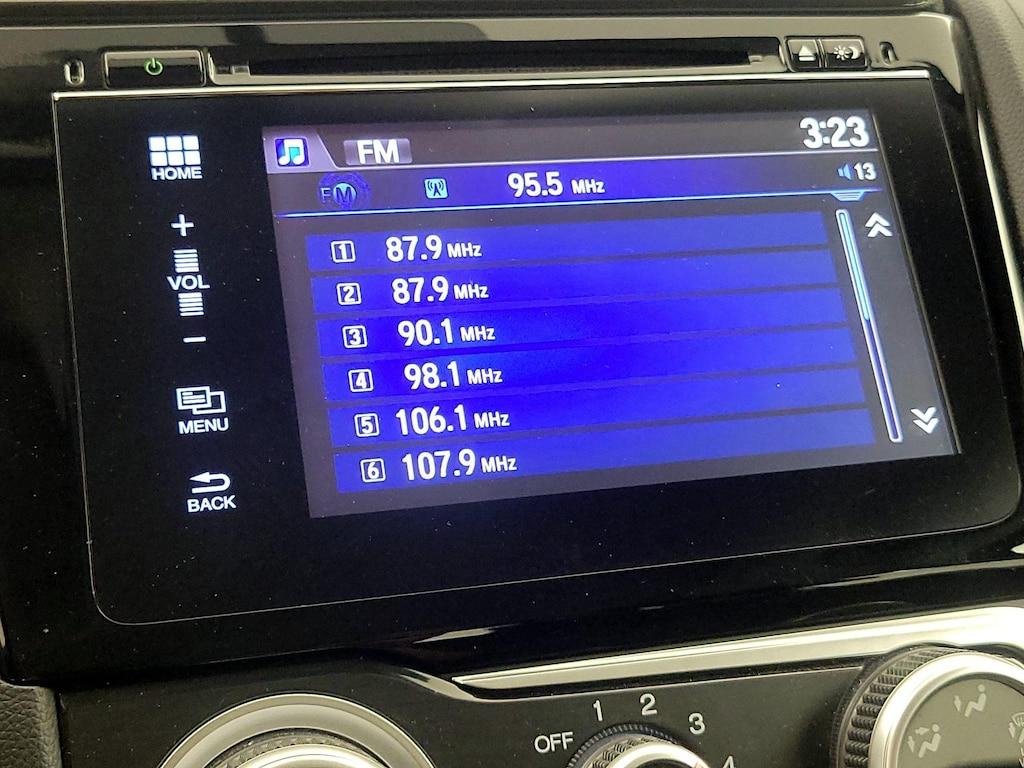 HOME
+
VOL
−
MENU
BACK
FM 3:23
FM 95.5 MHz 13
1 87.9 MHz
2 87.9 MHz
3 90.1 MHz
4 98.1 MHz
5 106.1 MHz
6 107.9 MHz
OFF 1 2 3 4